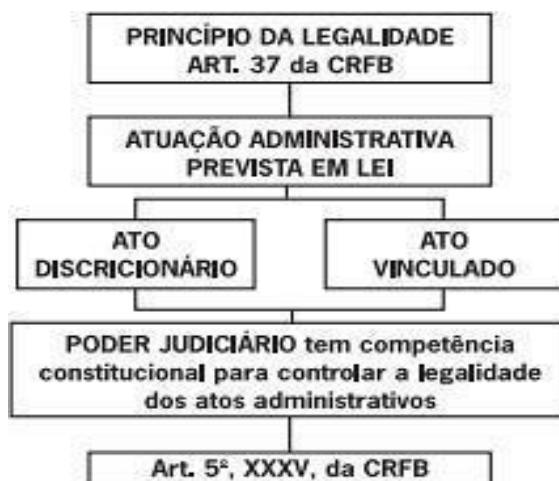 PRINCÍPIO DA LEGALIDADE
ART. 37 da CRFB
ATUAÇÃO ADMINISTRATIVA
PREVISTA EM LEI
ATO
DISCRICIONÁRIO
ATO
VINCULADO
PODER JUDICIÁRIO tem competência
constitucional para controlar a legalidade
dos atos administrativos
Art. 5º, XXXV, da CRFB